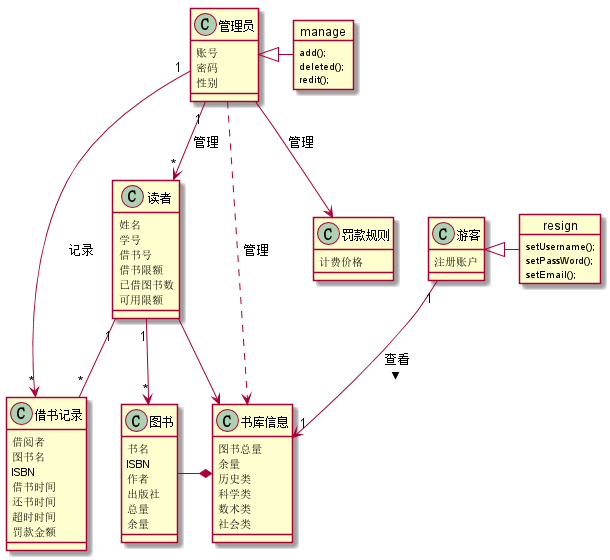 C 管理员
账号
密码
性别
manage
add();
deleted();
redit();
1
1
管理
管理
*
记录
管理
C 读者
姓名
学号
借书号
借书限额
已借图书数
可用限额
C 罚款规则
计费价格
C 游客
注册账户
resign
setUsername();
setPassWord();
setEmail();
1
1
1
查看
*
*
*
1
C 借书记录
借阅者
图书名
ISBN
借书时间
还书时间
超时时间
罚款金额
C 图书
书名
ISBN
作者
出版社
总量
余量
C 书库信息
图书总量
余量
历史类
科学类
数术类
社会类